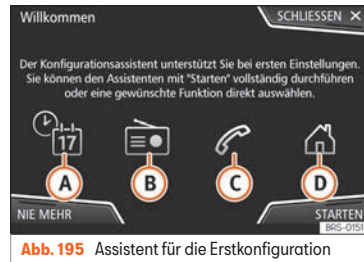 Willkommen
SCHLIESSEN ×
Der Konfigurationsassistent unterstützt Sie bei ersten Einstellungen.
Sie können den Assistenten mit "Starten" vollständig durchführen
oder eine gewünschte Funktion direkt auswählen.
17
A B C D
NIE MEHR
STARTEN
BRS-0151
Abb. 195 Assistent für die Erstkonfiguration